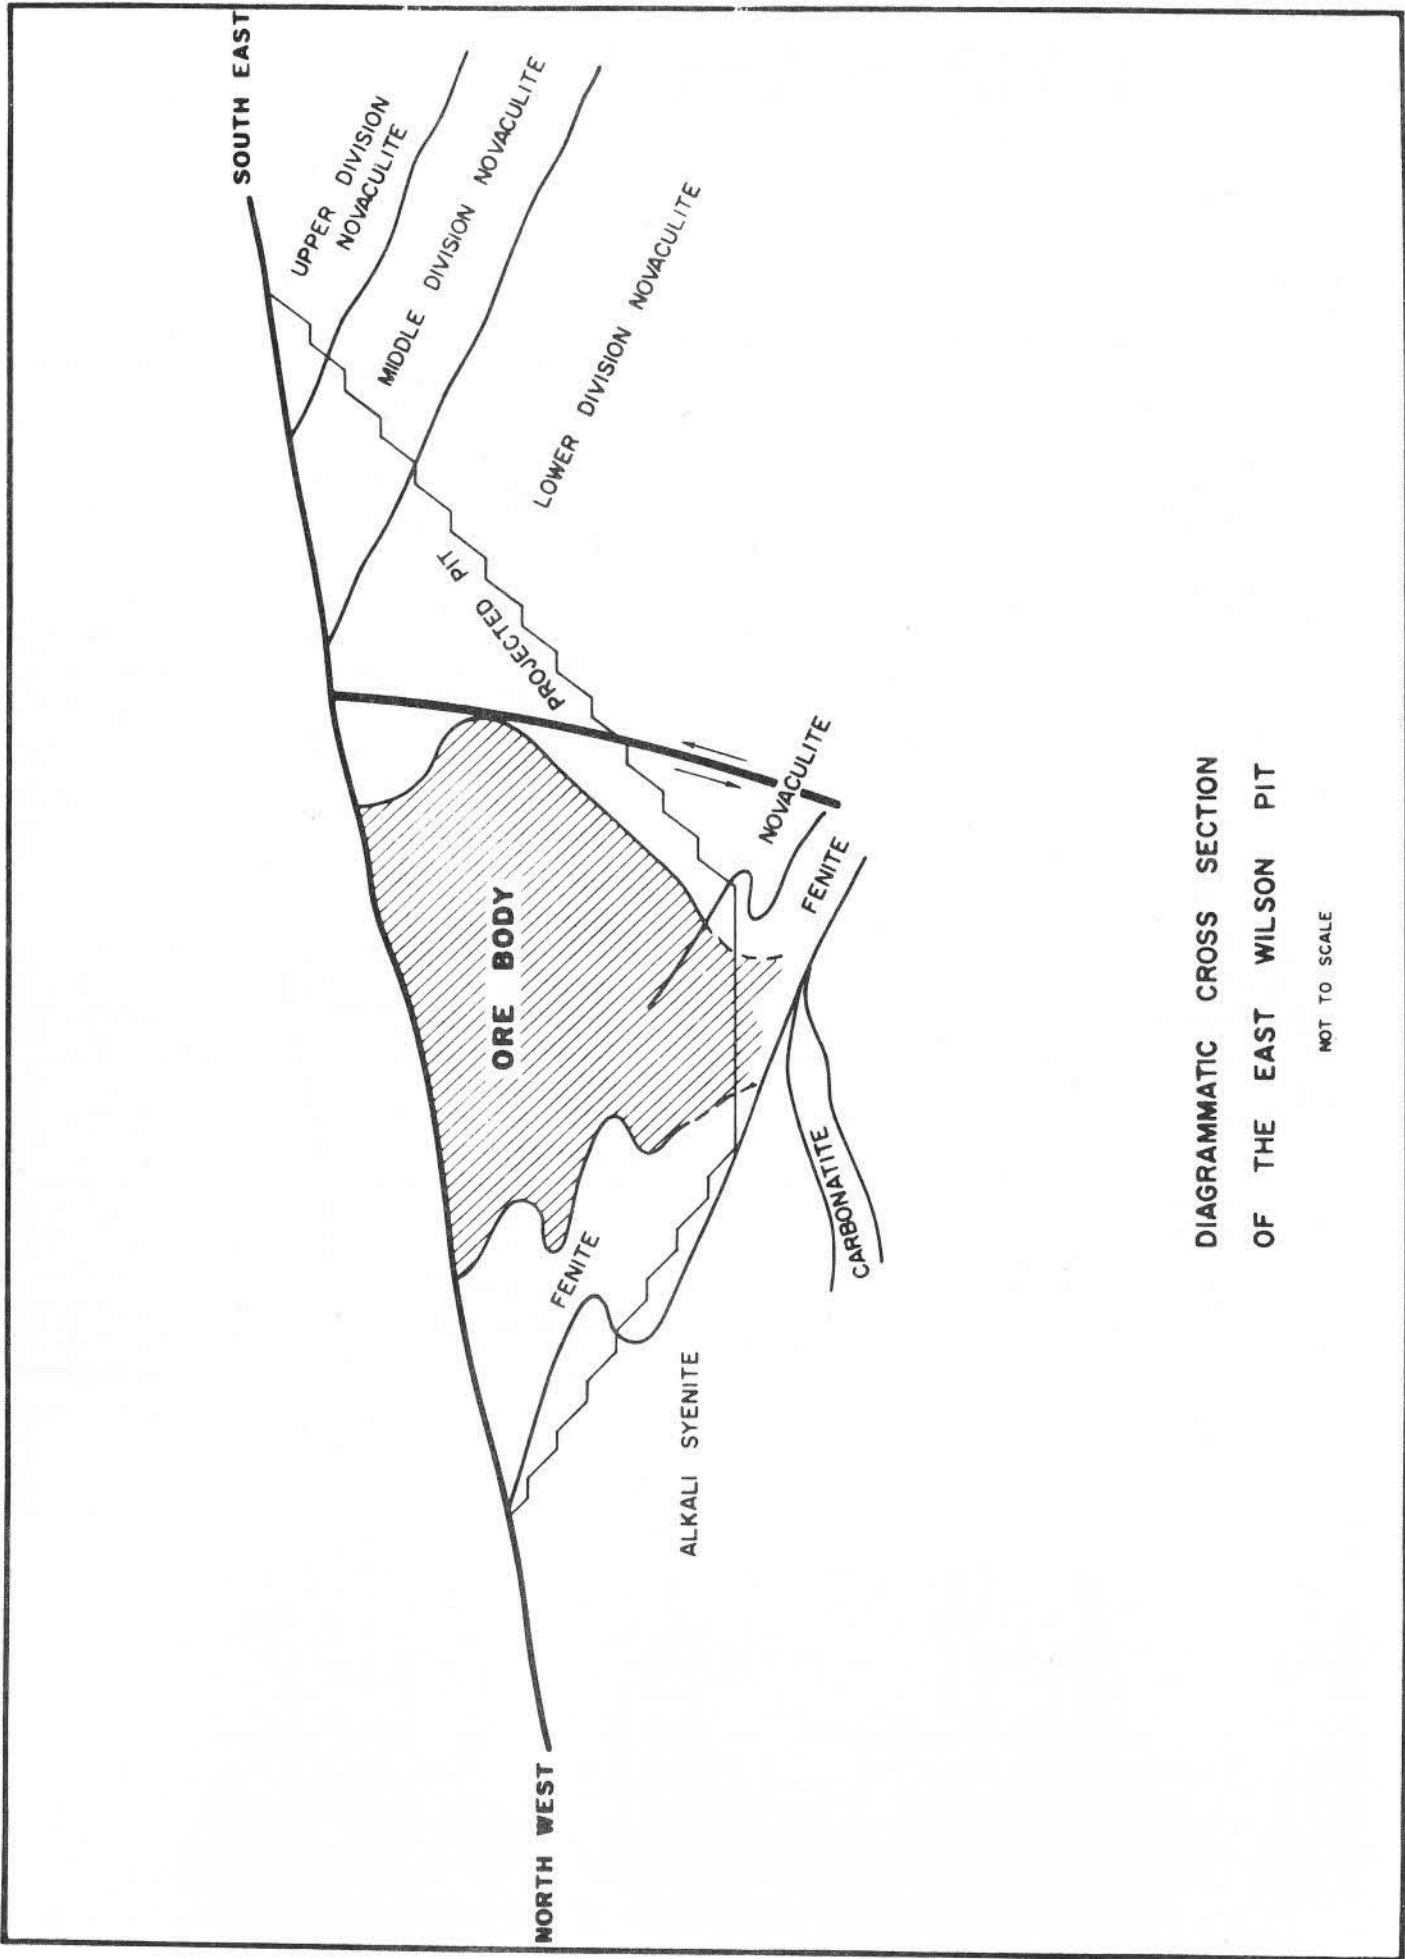 NORTH WEST
SOUTH EAST
UPPER DIVISION
NOVACULITE
MIDDLE DIVISION NOVACULITE
LOWER DIVISION NOVACULITE
PROJECTED PIT
ORE BODY
FENITE
NOVACULITE
FENITE
ALKALI SYENITE
CARBONATITE
DIAGRAMMATIC CROSS SECTION
OF THE EAST WILSON PIT
NOT TO SCALE